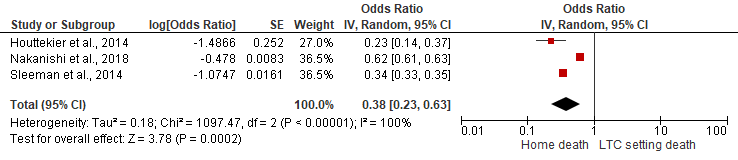 Odds Ratio Odds Ratio
Study or Subgroup log[Odds Ratio] SE Weight IV, Random, 95% CI IV, Random, 95% CI
Houttekier et al., 2014 -1.4866 0.252 27.0% 0.23 [0.14, 0.37]
Nakanishi et al., 2018 -0.478 0.0083 36.5% 0.62 [0.61, 0.63]
Sleeman et al., 2014 -1.0747 0.0161 36.5% 0.34 [0.33, 0.35]
Total (95% CI) 100.0% 0.38 [0.23, 0.63]
Heterogeneity: Tau² = 0.18; Chi² = 1097.47, df = 2 (P < 0.00001); I² = 100%
0.01 0.1 1 10 100
Test for overall effect: Z = 3.78 (P = 0.0002)
Home death LTC setting death